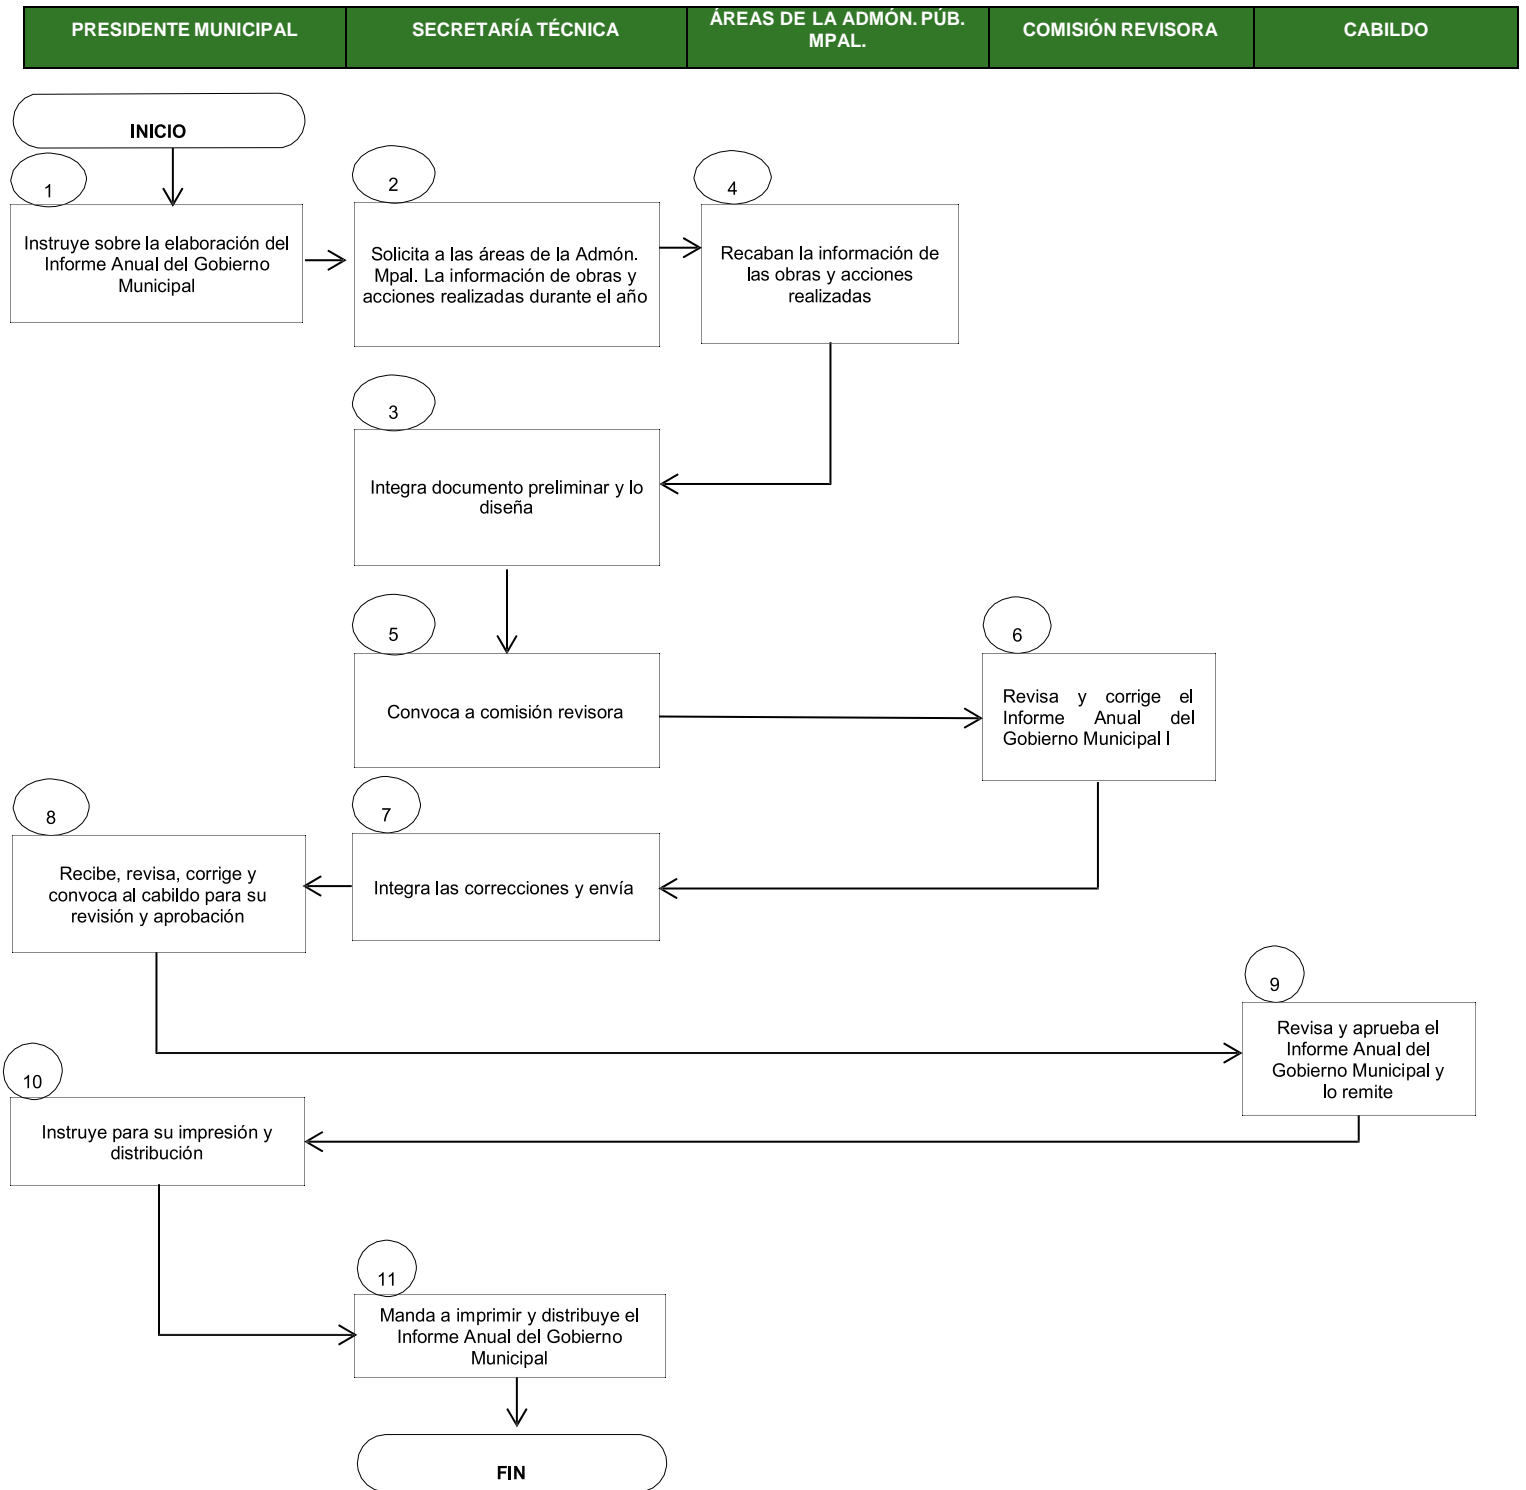 PRESIDENTE MUNICIPAL
SECRETARÍA TÉCNICA
ÁREAS DE LA ADMÓN. PÚB.
MPAL.
COMISIÓN REVISORA
CABILDO
INICIO
1
Instruye sobre la elaboración del
Informe Anual del Gobierno
Municipal
2
Solicita a las áreas de la Admón.
Mpal. La información de obras y
acciones realizadas durante el año
4
Recaban la información de
las obras y acciones
realizadas
3
Integra documento preliminar y lo
diseña
5
Convoca a comisión revisora
6
Revisa y corrige el
Informe Anual del
Gobierno Municipal I
7
Integra las correcciones y envía
8
Recibe, revisa, corrige y
convoca al cabildo para su
revisión y aprobación
9
Revisa y aprueba el
Informe Anual del
Gobierno Municipal y
lo remite
10
Instruye para su impresión y
distribución
11
Manda a imprimir y distribuye el
Informe Anual del Gobierno
Municipal
FIN